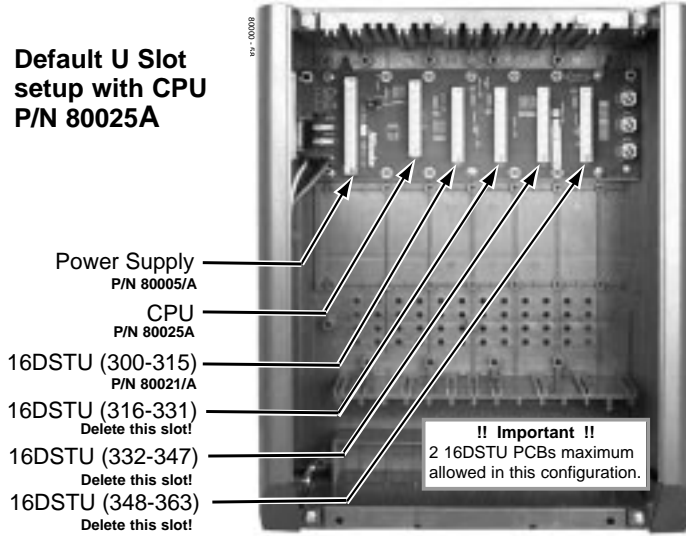 Default U Slot
setup with CPU
P/N 80025A
80000 - 5.R
Power Supply
P/N 80005/A
CPU
P/N 80025A
16DSTU (300-315)
P/N 80021/A
16DSTU (316-331)
Delete this slot!
16DSTU (332-347)
Delete this slot!
16DSTU (348-363)
Delete this slot!
!! Important !!
2 16DSTU PCBs maximum
allowed in this configuration.